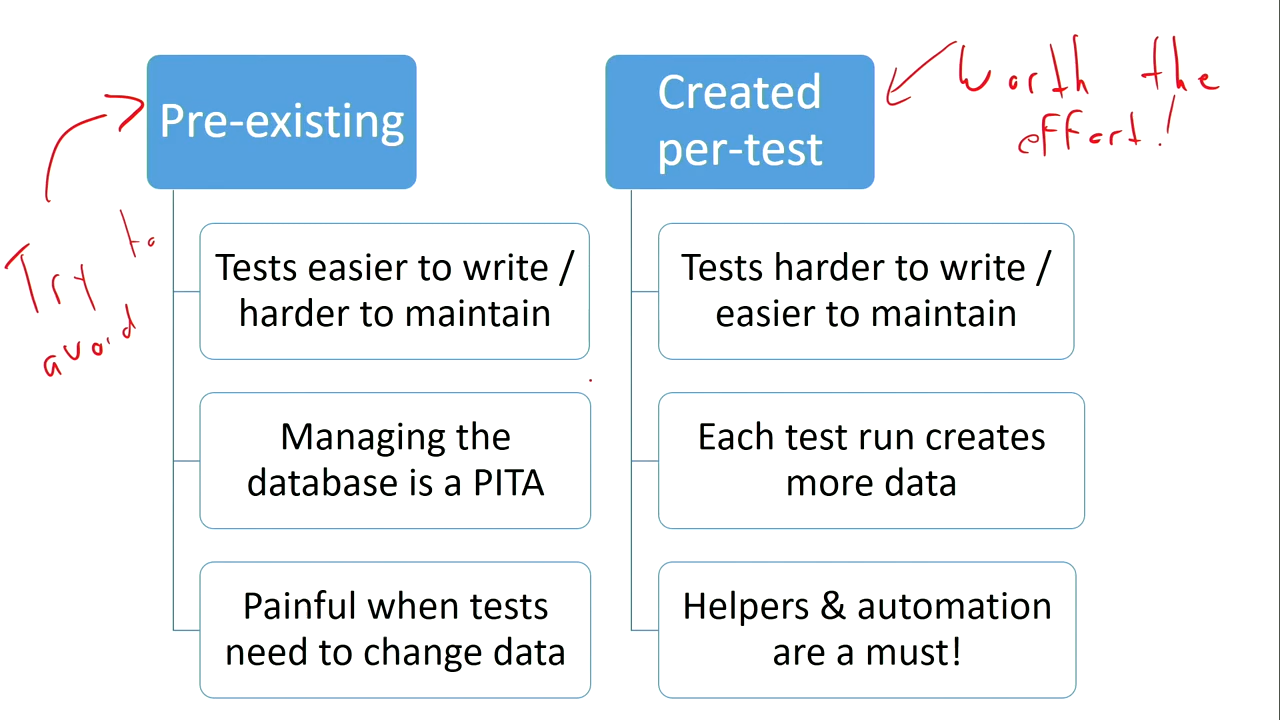 Pre-existing
Try to
avoid
Tests easier to write /
harder to maintain
Managing the
database is a PITA
Painful when tests
need to change data
Created
per-test
Worth the
effort!
Tests harder to write /
easier to maintain
Each test run creates
more data
Helpers & automation
are a must!